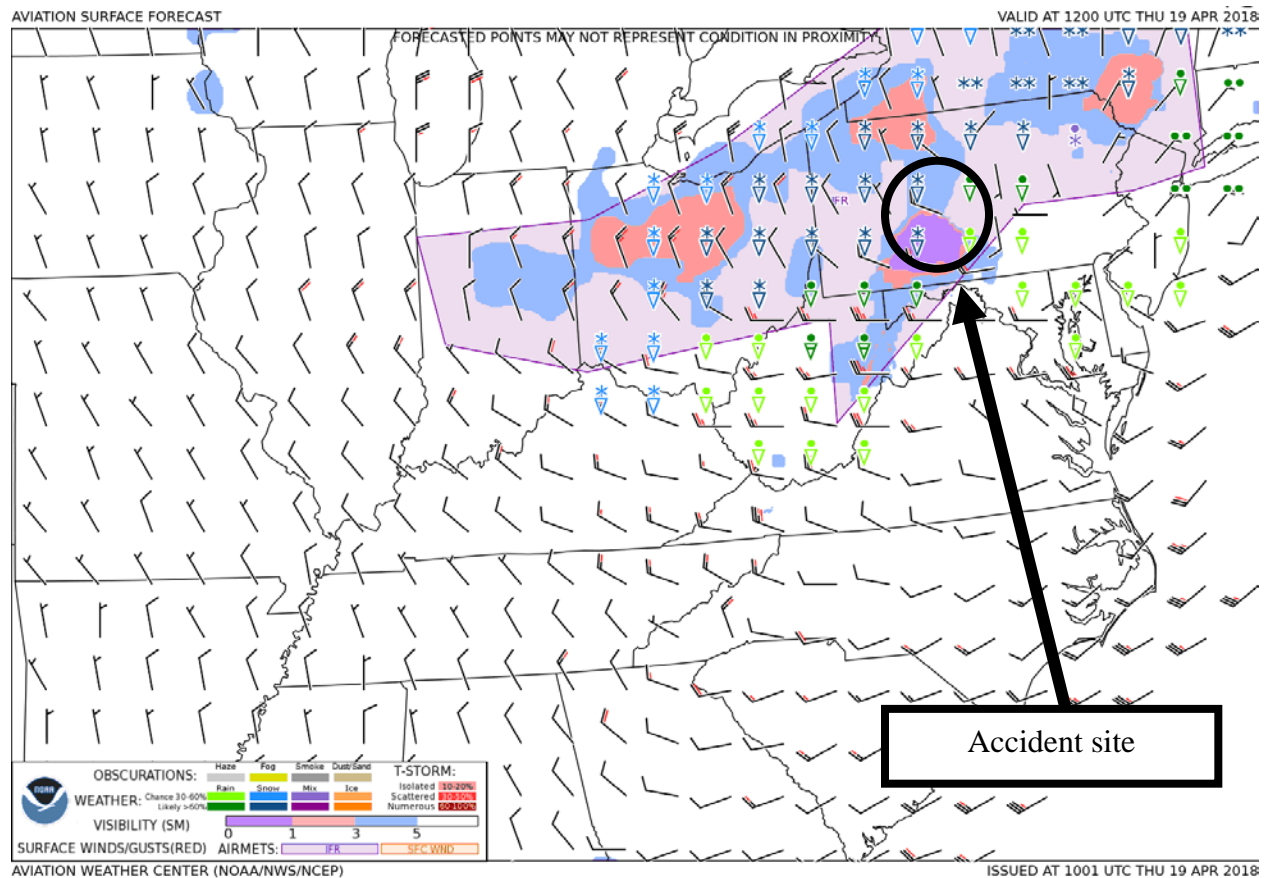 AVIATION SURFACE FORECAST
VALID AT 1200 UTC THU 19 APR 2018
FORECASTED POINTS MAY NOT REPRESENT CONDITION IN PROXIMITY
IFR
Accident site
NOAA
OBSCURATIONS: Haze Fog Smoke Dust/Sand
T-STORM:
WEATHER: Rain Snow Mix Ice
Chance 30-60%
Likely >60%
Isolated 10-20%
Scattered 30-50%
Numerous 60-100%
VISIBILITY (SM)
0 1 3 5
SURFACE WINDS/GUSTS(RED) AIRMETS: IFR SFC WND
AVIATION WEATHER CENTER (NOAA/NWS/NCEP)
ISSUED AT 1001 UTC THU 19 APR 2018